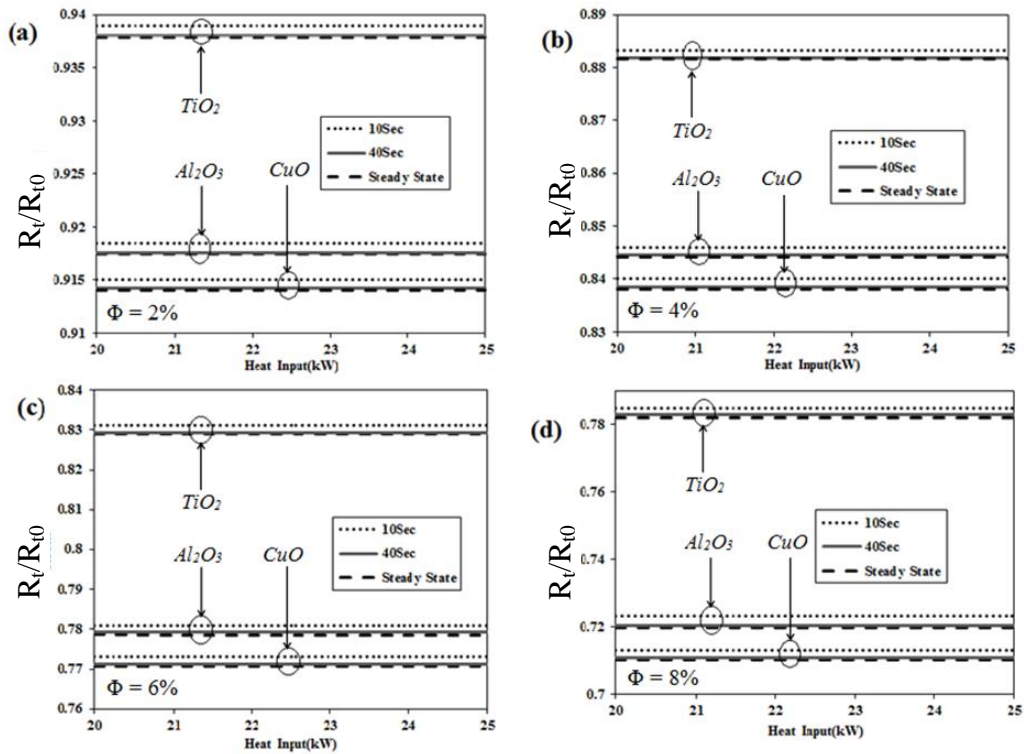 (a)
0.94
0.935
0.93
0.925
0.92
0.915
0.91
Rt/Rt0
TiO2
Al2O3
CuO
10Sec
40Sec
Steady State
Φ = 2%
20 21 22 23 24 25
Heat Input(kW)
(b)
0.89
0.88
0.87
0.86
0.85
0.84
0.83
Rt/Rt0
TiO2
Al2O3
CuO
10Sec
40Sec
Steady State
Φ = 4%
20 21 22 23 24 25
Heat Input(kW)
(c)
0.84
0.83
0.82
0.81
0.8
0.79
0.78
0.77
0.76
Rt/Rt0
TiO2
Al2O3
CuO
10Sec
40Sec
Steady State
Φ = 6%
20 21 22 23 24 25
Heat Input(kW)
(d)
0.78
0.76
0.74
0.72
0.7
Rt/Rt0
TiO2
Al2O3
CuO
10Sec
40Sec
Steady State
Φ = 8%
20 21 22 23 24 25
Heat Input(kW)